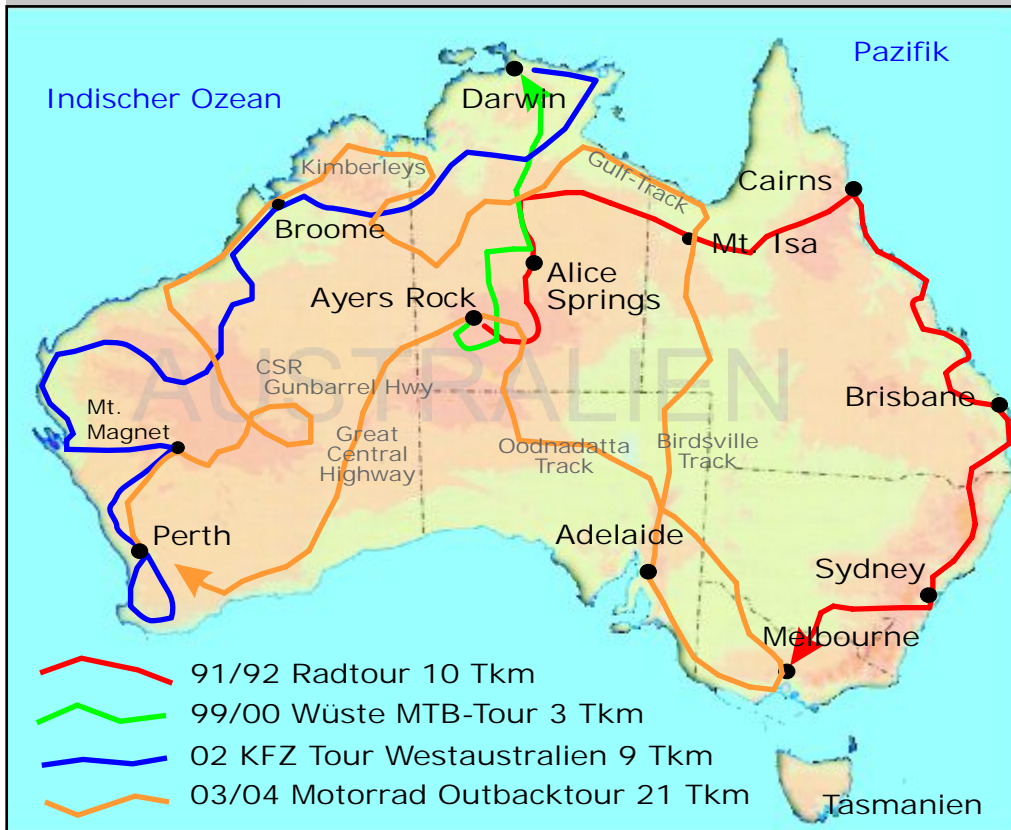 Pazifik
Indischer Ozean
Darwin
Kimberleys
Gulf-Track
Cairns
Broome
Mt. Isa
Alice
Springs
Ayers Rock
AUSTRALIEN
CSR
Gunbarrel Hwy
Mt.
Magnet
Great
Central
Highway
Oodnadatta
Track
Birdsville
Track
Brisbane
Perth
Adelaide
Sydney
Melbourne
91/92 Radtour 10 Tkm
99/00 Wüste MTB-Tour 3 Tkm
02 KFZ Tour Westaustralien 9 Tkm
03/04 Motorrad Outbacktour 21 Tkm
Tasmanien